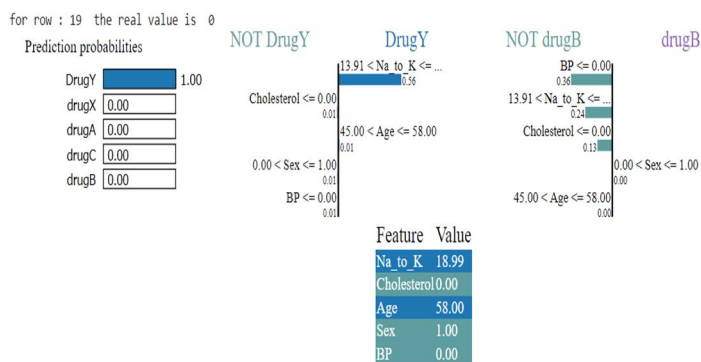 for row : 19 the real value is 0
Prediction probabilities
DrugY 1.00
drugX 0.00
drugA 0.00
drugC 0.00
drugB 0.00
NOT DrugY DrugY
13.91 < Na_to_K <= ...
0.56
Cholesterol <= 0.00
0.01
45.00 < Age <= 58.00
0.01
0.00 < Sex <= 1.00
0.01
BP <= 0.00
0.01
NOT drugB drugB
BP <= 0.00
0.36
13.91 < Na_to_K <= ...
0.24
Cholesterol <= 0.00
0.13
0.00 < Sex <= 1.00
0.00
45.00 < Age <= 58.00
0.00
Feature Value
Na_to_K 18.99
Cholesterol 0.00
Age 58.00
Sex 1.00
BP 0.00